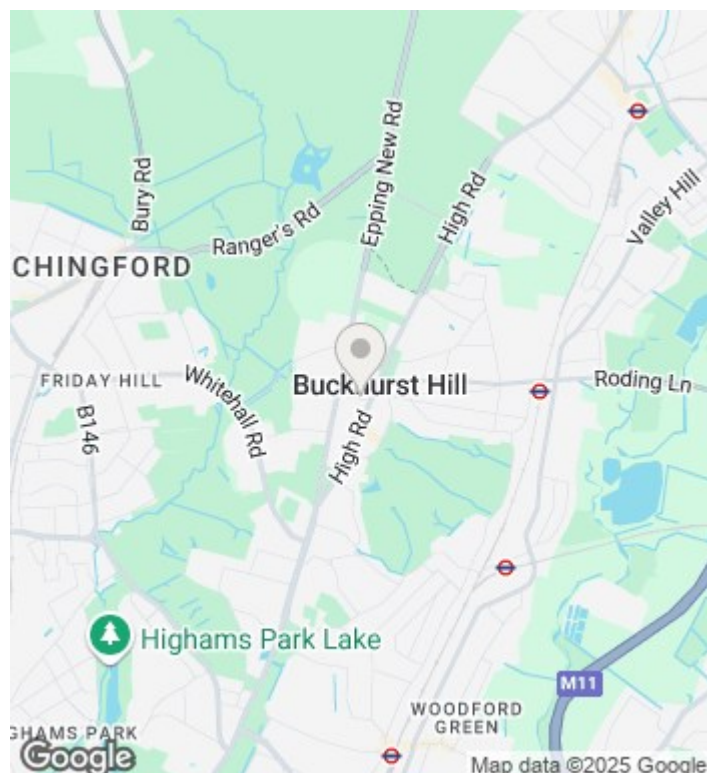 Bury Rd
Epping New Rd
High Rd
Valley Hill
Ranger's Rd
CHINGFORD
FRIDAY HILL
Whitehall Rd
Buckhurst Hill
Roding Ln
B146
High Rd
Highams Park Lake
M11
WOODFORD
GREEN
GHAMS PARK
Google
Map data ©2025 Google